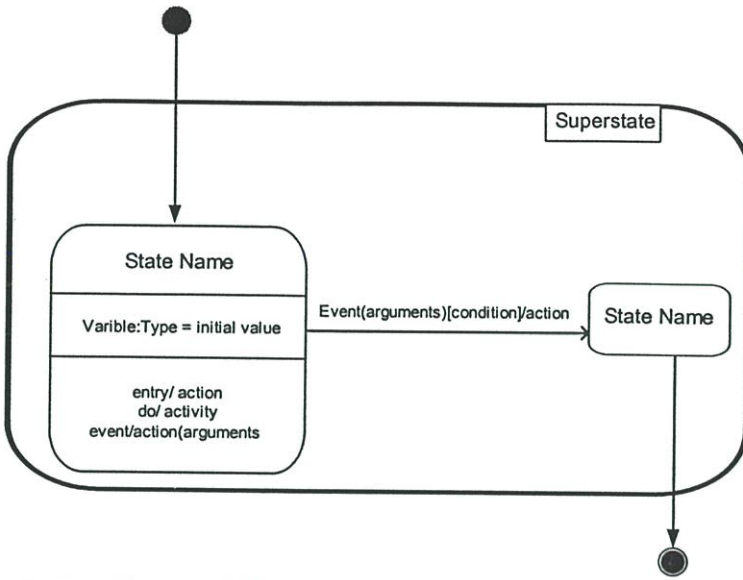 Superstate
State Name
Varible:Type = initial value
entry/ action
do/ activity
event/action(arguments
Event(arguments)[condition]/action
State Name